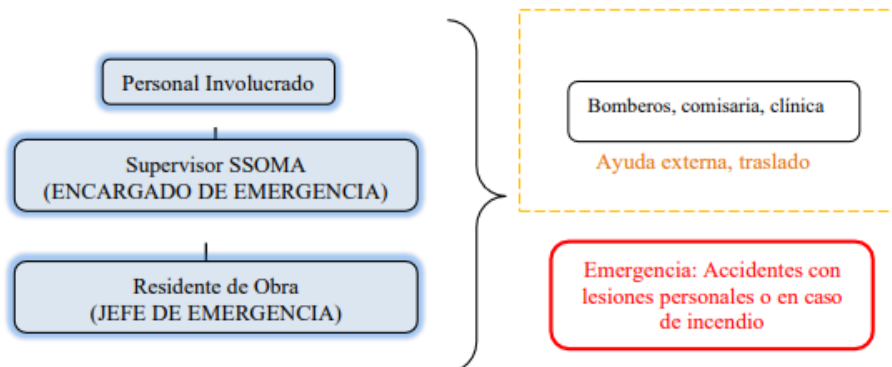 Personal Involucrado
Supervisor SSOMA
(ENCARGADO DE EMERGENCIA)
Residente de Obra
(JEFE DE EMERGENCIA)
Bomberos, comisaria, clínica
Ayuda externa, traslado
Emergencia: Accidentes con
lesiones personales o en caso
de incendio